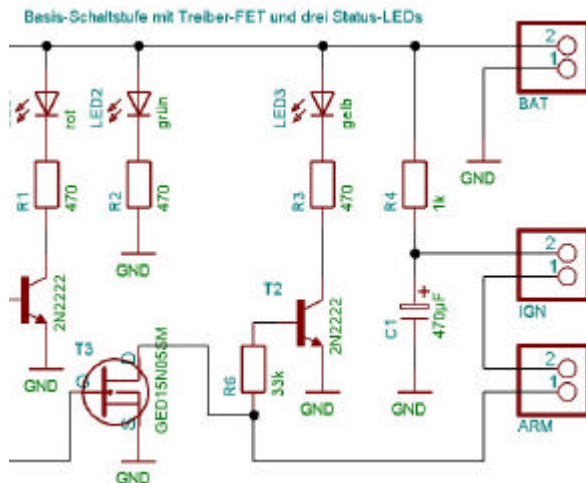 Basis-Schaltstufe mit Treiber-FET und drei Status-LEDs
2
1
BAT
rot
LED2
grün
LED3
gelb
R1
470
R2
470
R3
470
R4
1k
GND
GND
2
1
IGN
2N2222
T2
2N2222
C1
+
470µF
T3
D
G
S
GED15N05SM
R6
33k
GND
GND
GND
GND
2
1
ARM